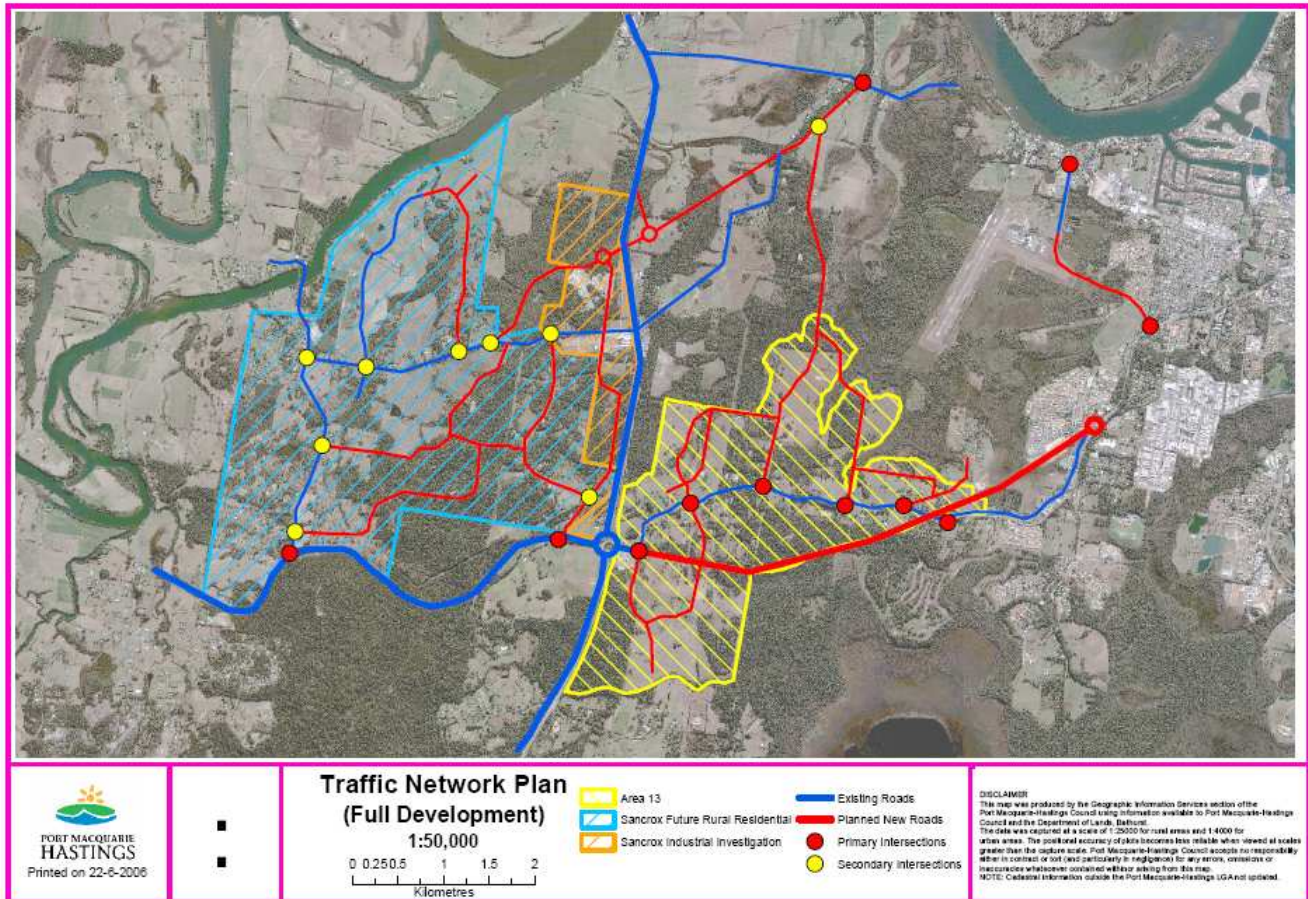 PORT MACQUARIE
HASTINGS
Printed on 22-6-2006
Traffic Network Plan
(Full Development)
1:50,000
0 0.25 0.5 1 1.5 2
Kilometres
Area 13
Sancrox Future Rural Residential
Sancrox Industrial Investigation
Existing Roads
Planned New Roads
Primary Intersections
Secondary Intersections
DISCLAIMER
This map was produced by the Geographic Information Services section of the
Port Macquarie-Hastings Council using information available to Port Macquarie-Hastings
Council and the Department of Lands, Bathurst.
The data was captured at a scale of 1:25000 for rural areas and 1:4000 for
urban areas. The positional accuracy of plots becomes less reliable when viewed at scales
greater than the capture scale. Port Macquarie-Hastings Council accepts no responsibility
either in contract or tort (and particularly in negligence) for any errors, omissions or
inaccuracies whatsoever contained within or arising from this map.
NOTE: Cadastral information outside the Port Macquarie-Hastings LGA not updated.